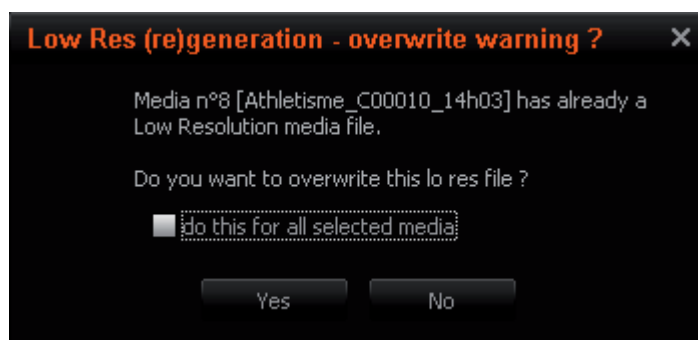 Low Res (re)generation - overwrite warning ?
Media n°8 [Athletisme_C00010_14h03] has already a
Low Resolution media file.
Do you want to overwrite this lo res file ?
do this for all selected media
Yes
No